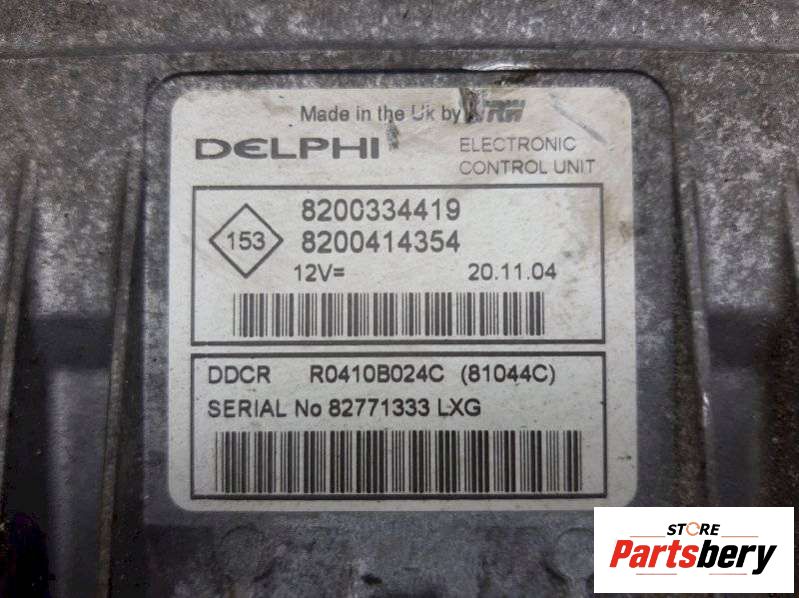 Made in the Uk by TRW
DELPHI
ELECTRONIC
CONTROL UNIT
153
8200334419
8200414354
12V=
20.11.04
DDCR R0410B024C (81044C)
SERIAL No 82771333 LXG
STORE
Partsbery